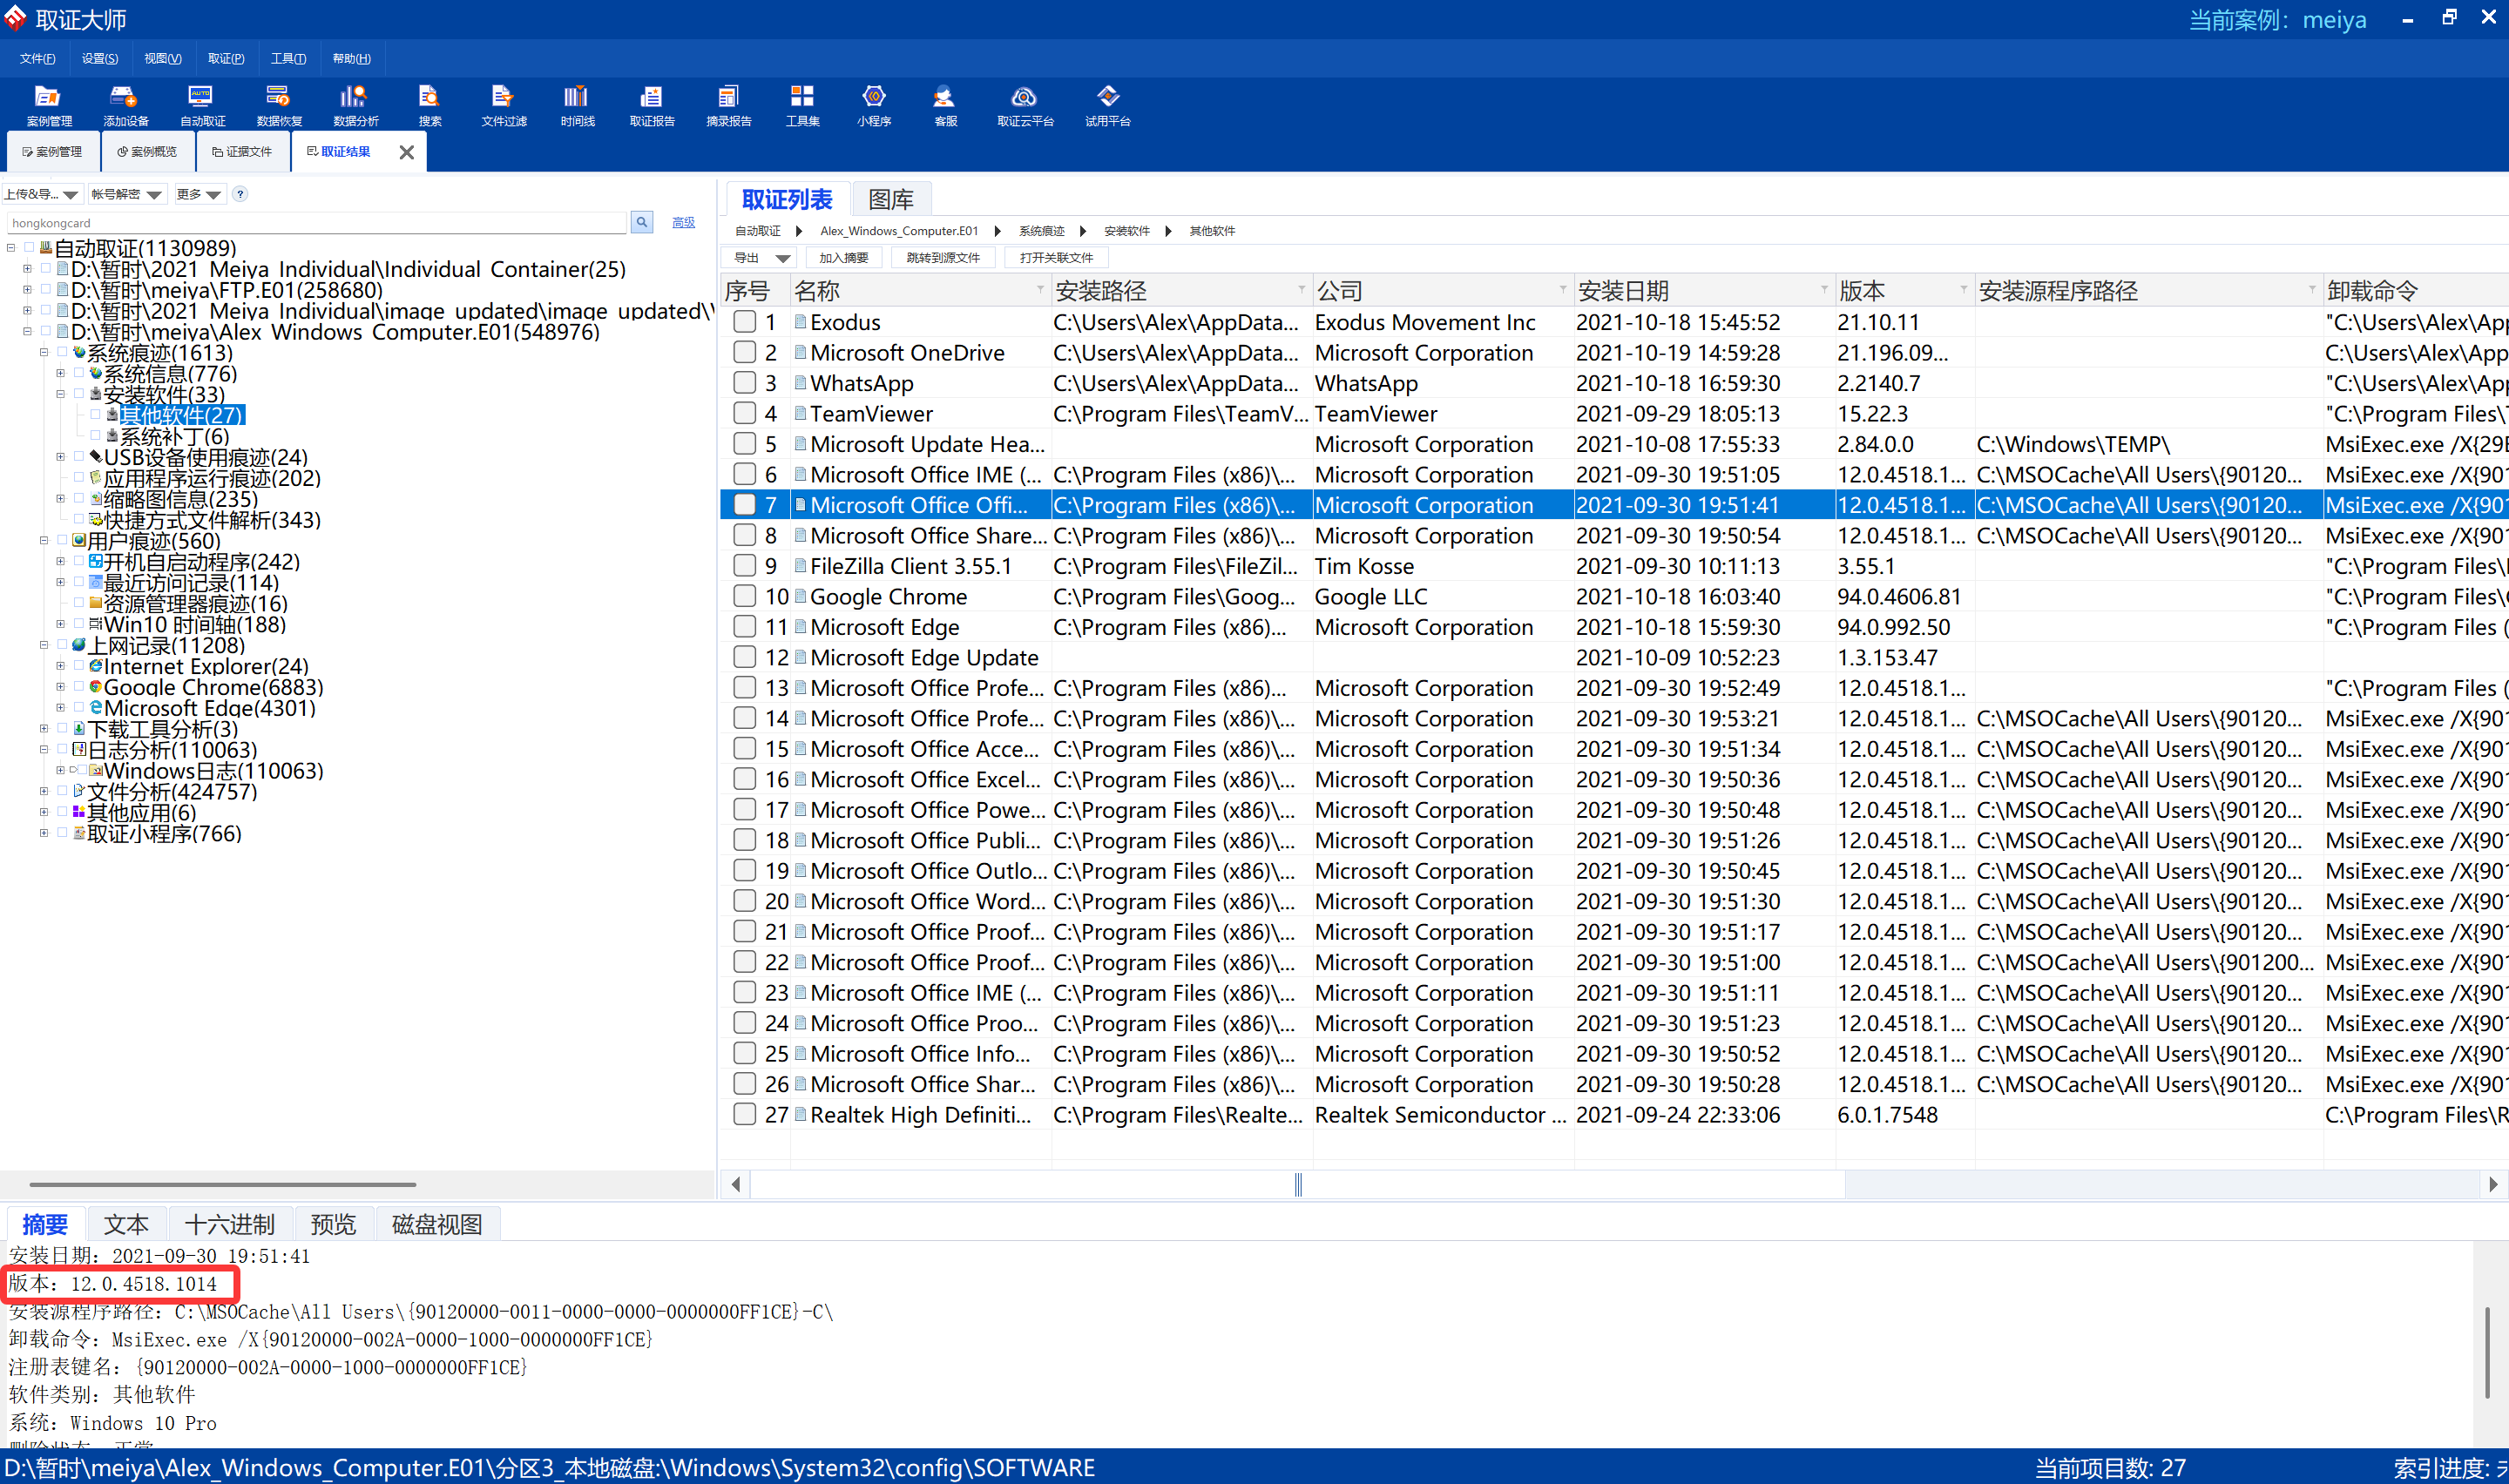 取证大师 当前案例：meiya
文件(F) 设置(S) 视图(V) 取证(P) 工具(T) 帮助(H)
案例管理 添加设备 自动取证 数据恢复 数据分析 搜索 文件过滤 时间线 取证报告 摘录报告 工具集 小程序 客服 取证云平台 试用平台
案例管理 案例概览 证据文件 取证结果
上传&导... 帐号解密 更多 ?
hongkongcard 高级
自动取证(1130989)
D:\暂时\2021_Meiya_Individual\Individual_Container(25)
D:\暂时\meiya\FTP.E01(258680)
D:\暂时\2021_Meiya_Individual\image_updated\image_updated\
D:\暂时\meiya\Alex_Windows_Computer.E01(548976)
系统痕迹(1613)
系统信息(776)
安装软件(33)
其他软件(27)
系统补丁(6)
USB设备使用痕迹(24)
应用程序运行痕迹(202)
缩略图信息(235)
快捷方式文件解析(343)
用户痕迹(560)
开机自启动程序(242)
最近访问记录(114)
资源管理器痕迹(16)
Win10 时间轴(188)
上网记录(11208)
Internet Explorer(24)
Google Chrome(6883)
Microsoft Edge(4301)
下载工具分析(3)
日志分析(110063)
Windows日志(110063)
文件分析(424757)
其他应用(6)
取证小程序(766)
取证列表 图库
自动取证 Alex_Windows_Computer.E01 系统痕迹 安装软件 其他软件
导出 加入摘要 跳转到源文件 打开关联文件
序号 名称 安装路径 公司 安装日期 版本 安装源程序路径 卸载命令
1 Exodus C:\Users\Alex\AppData... Exodus Movement Inc 2021-10-18 15:45:52 21.10.11 "C:\Users\Alex\App
2 Microsoft OneDrive C:\Users\Alex\AppData... Microsoft Corporation 2021-10-19 14:59:28 21.196.09... C:\Users\Alex\App
3 WhatsApp C:\Users\Alex\AppData... WhatsApp 2021-10-18 16:59:30 2.2140.7 "C:\Users\Alex\App
4 TeamViewer C:\Program Files\TeamV... TeamViewer 2021-09-29 18:05:13 15.22.3 "C:\Program Files\T
5 Microsoft Update Hea... Microsoft Corporation 2021-10-08 17:55:33 2.84.0.0 C:\Windows\TEMP\ MsiExec.exe /X{29E
6 Microsoft Office IME (... C:\Program Files (x86)\... Microsoft Corporation 2021-09-30 19:51:05 12.0.4518.1... C:\MSOCache\All Users\{90120... MsiExec.exe /X{901
7 Microsoft Office Offi... C:\Program Files (x86)\... Microsoft Corporation 2021-09-30 19:51:41 12.0.4518.1... C:\MSOCache\All Users\{90120... MsiExec.exe /X{901
8 Microsoft Office Share... C:\Program Files (x86)\... Microsoft Corporation 2021-09-30 19:50:54 12.0.4518.1... C:\MSOCache\All Users\{90120... MsiExec.exe /X{901
9 FileZilla Client 3.55.1 C:\Program Files\FileZil... Tim Kosse 2021-09-30 10:11:13 3.55.1 "C:\Program Files\
10 Google Chrome C:\Program Files\Goog... Google LLC 2021-10-18 16:03:40 94.0.4606.81 "C:\Program Files\
11 Microsoft Edge C:\Program Files (x86)... Microsoft Corporation 2021-10-18 15:59:30 94.0.992.50 "C:\Program Files (
12 Microsoft Edge Update 2021-10-09 10:52:23 1.3.153.47
13 Microsoft Office Profe... C:\Program Files (x86)... Microsoft Corporation 2021-09-30 19:52:49 12.0.4518.1... "C:\Program Files (
14 Microsoft Office Profe... C:\Program Files (x86)\... Microsoft Corporation 2021-09-30 19:53:21 12.0.4518.1... C:\MSOCache\All Users\{90120... MsiExec.exe /X{901
15 Microsoft Office Acce... C:\Program Files (x86)\... Microsoft Corporation 2021-09-30 19:51:34 12.0.4518.1... C:\MSOCache\All Users\{90120... MsiExec.exe /X{901
16 Microsoft Office Excel... C:\Program Files (x86)\... Microsoft Corporation 2021-09-30 19:50:36 12.0.4518.1... C:\MSOCache\All Users\{90120... MsiExec.exe /X{901
17 Microsoft Office Powe... C:\Program Files (x86)\... Microsoft Corporation 2021-09-30 19:50:48 12.0.4518.1... C:\MSOCache\All Users\{90120... MsiExec.exe /X{901
18 Microsoft Office Publi... C:\Program Files (x86)\... Microsoft Corporation 2021-09-30 19:51:26 12.0.4518.1... C:\MSOCache\All Users\{90120... MsiExec.exe /X{901
19 Microsoft Office Outlo... C:\Program Files (x86)\... Microsoft Corporation 2021-09-30 19:50:45 12.0.4518.1... C:\MSOCache\All Users\{90120... MsiExec.exe /X{901
20 Microsoft Office Word... C:\Program Files (x86)\... Microsoft Corporation 2021-09-30 19:51:30 12.0.4518.1... C:\MSOCache\All Users\{90120... MsiExec.exe /X{901
21 Microsoft Office Proof... C:\Program Files (x86)\... Microsoft Corporation 2021-09-30 19:51:17 12.0.4518.1... C:\MSOCache\All Users\{90120... MsiExec.exe /X{901
22 Microsoft Office Proof... C:\Program Files (x86)\... Microsoft Corporation 2021-09-30 19:51:00 12.0.4518.1... C:\MSOCache\All Users\{901200... MsiExec.exe /X{901
23 Microsoft Office IME (... C:\Program Files (x86)\... Microsoft Corporation 2021-09-30 19:51:11 12.0.4518.1... C:\MSOCache\All Users\{90120... MsiExec.exe /X{901
24 Microsoft Office Proo... C:\Program Files (x86)\... Microsoft Corporation 2021-09-30 19:51:23 12.0.4518.1... C:\MSOCache\All Users\{90120... MsiExec.exe /X{901
25 Microsoft Office Info... C:\Program Files (x86)\... Microsoft Corporation 2021-09-30 19:50:52 12.0.4518.1... C:\MSOCache\All Users\{90120... MsiExec.exe /X{901
26 Microsoft Office Shar... C:\Program Files (x86)\... Microsoft Corporation 2021-09-30 19:50:28 12.0.4518.1... C:\MSOCache\All Users\{90120... MsiExec.exe /X{901
27 Realtek High Definiti... C:\Program Files\Realte... Realtek Semiconductor ... 2021-09-24 22:33:06 6.0.1.7548 C:\Program Files\R
摘要 文本 十六进制 预览 磁盘视图
安装日期：2021-09-30 19:51:41
版本：12.0.4518.1014
安装源程序路径：C:\MSOCache\All Users\{90120000-0011-0000-0000-0000000FF1CE}-C\
卸载命令：MsiExec.exe /X{90120000-002A-0000-1000-0000000FF1CE}
注册表键名：{90120000-002A-0000-1000-0000000FF1CE}
软件类别：其他软件
系统：Windows 10 Pro
删除状态：正常
D:\暂时\meiya\Alex_Windows_Computer.E01\分区3_本地磁盘:\Windows\System32\config\SOFTWARE 当前项目数: 27 索引进度: